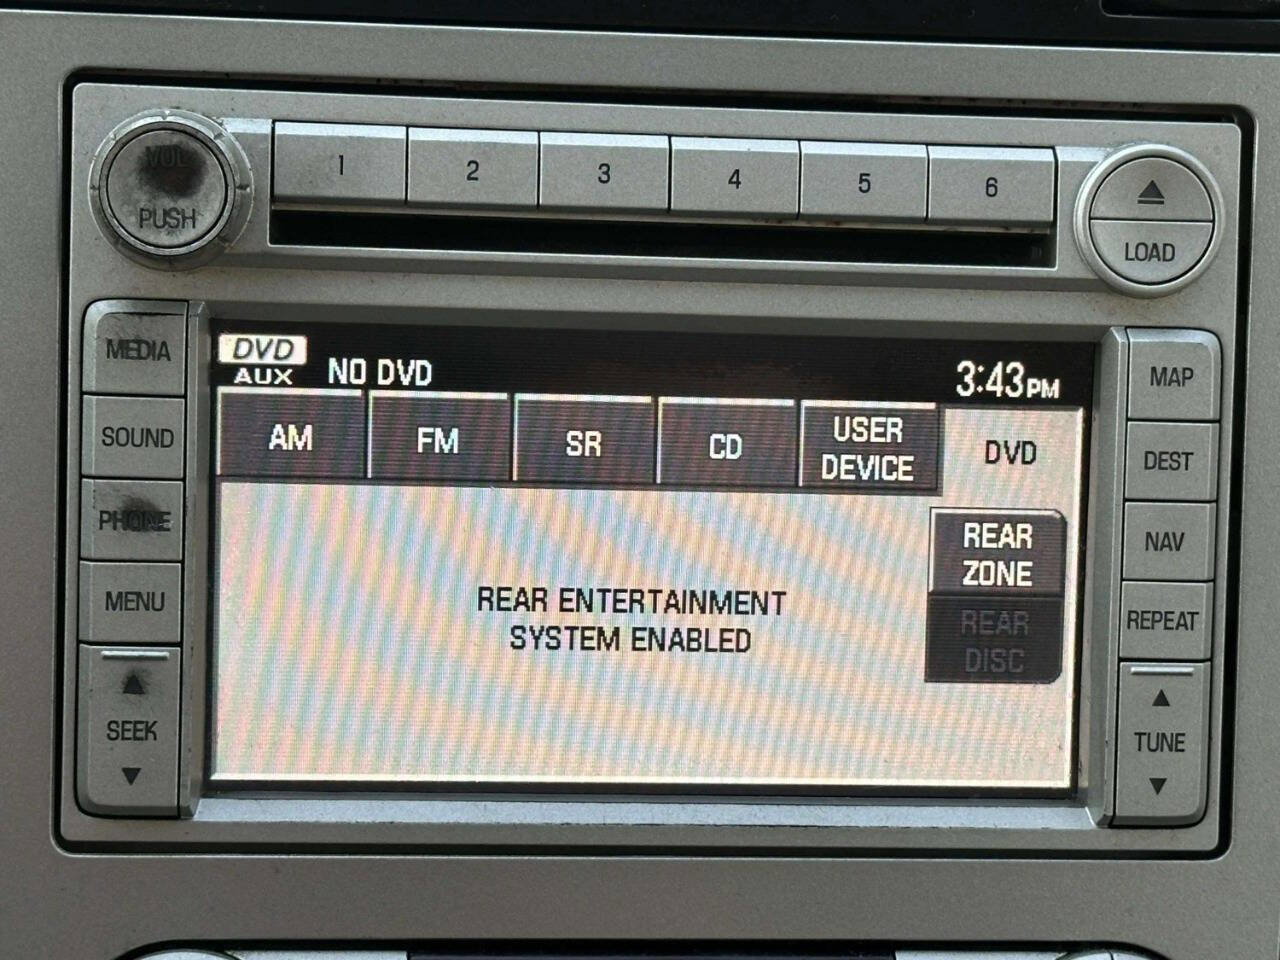 VOL
PUSH
1
2
3
4
5
6
LOAD
MEDIA
SOUND
PHONE
MENU
SEEK
DVD
AUX
NO DVD
3:43PM
AM
FM
SR
CD
USER
DEVICE
DVD
REAR
ZONE
REAR
DISC
REAR ENTERTAINMENT
SYSTEM ENABLED
MAP
DEST
NAV
REPEAT
TUNE